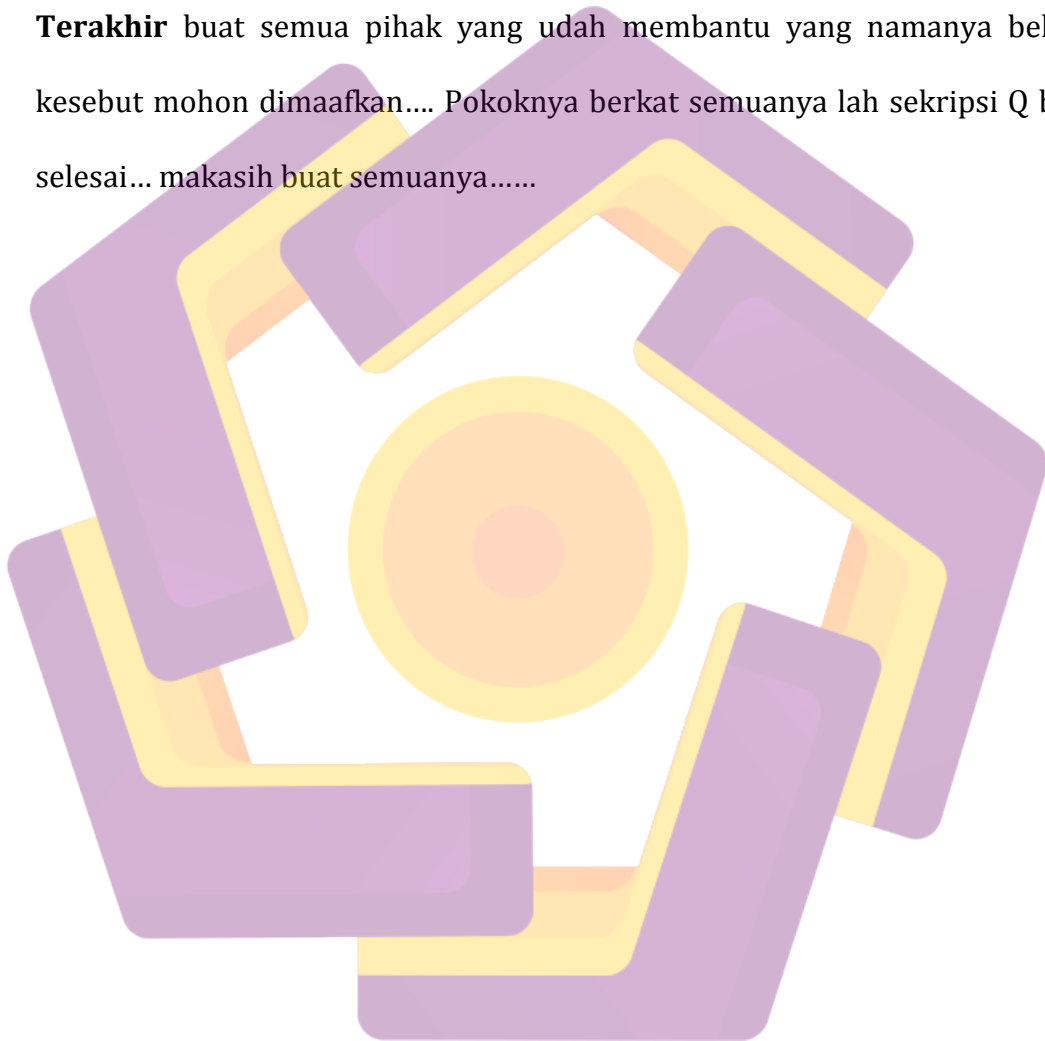 Terakhir buat semua pihak yang udah membantu yang namanya bel
kesebut mohon dimaafkan…. Pokoknya berkat semuanya lah sekripsi Q b
selesai… makasih buat semuanya……